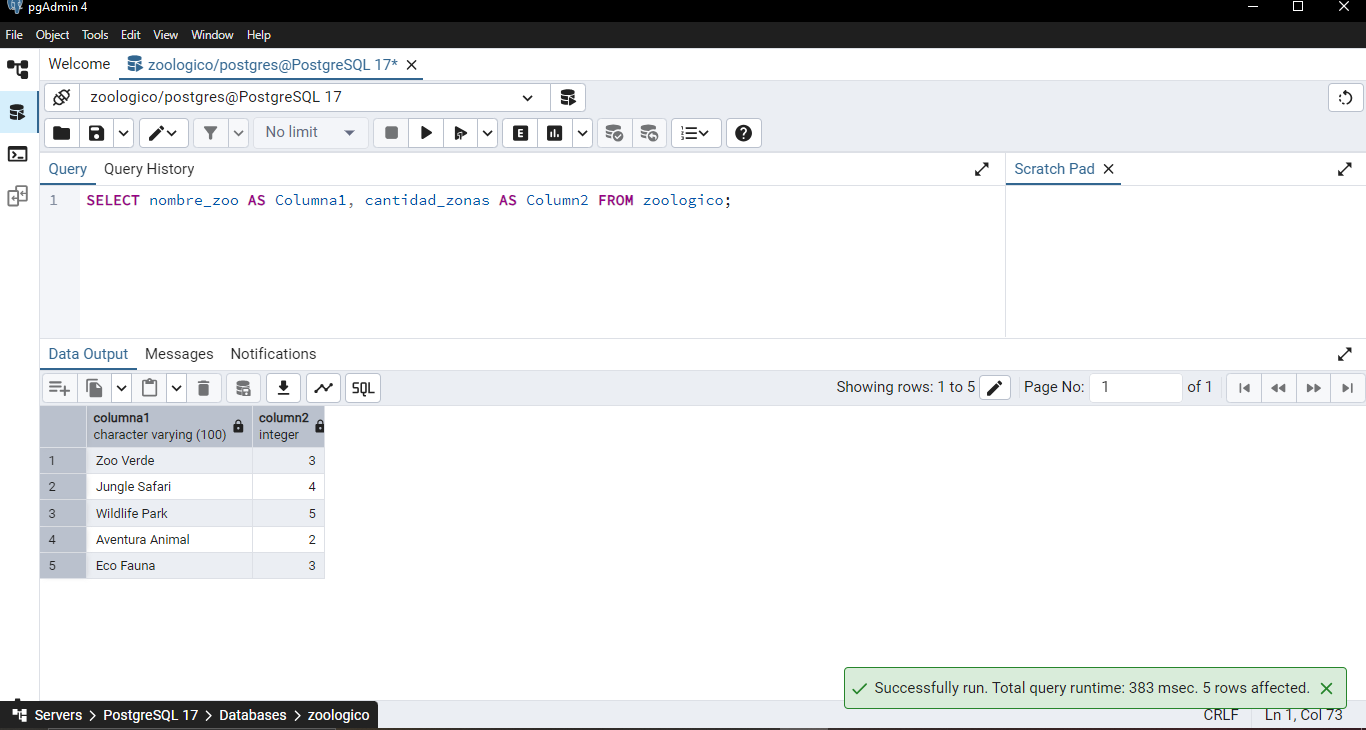 pgAdmin 4
File Object Tools Edit View Window Help
Welcome zoologico/postgres@PostgreSQL 17*
zoologico/postgres@PostgreSQL 17
No limit E
Query Query History Scratch Pad
1 SELECT nombre_zoo AS Columna1, cantidad_zonas AS Column2 FROM zoologico;
Data Output Messages Notifications
SQL Showing rows: 1 to 5 Page No: 1 of 1
columna1 column2
character varying (100) integer
1 Zoo Verde 3
2 Jungle Safari 4
3 Wildlife Park 5
4 Aventura Animal 2
5 Eco Fauna 3
Successfully run. Total query runtime: 383 msec. 5 rows affected.
Servers > PostgreSQL 17 > Databases > zoologico CRLF Ln 1, Col 73